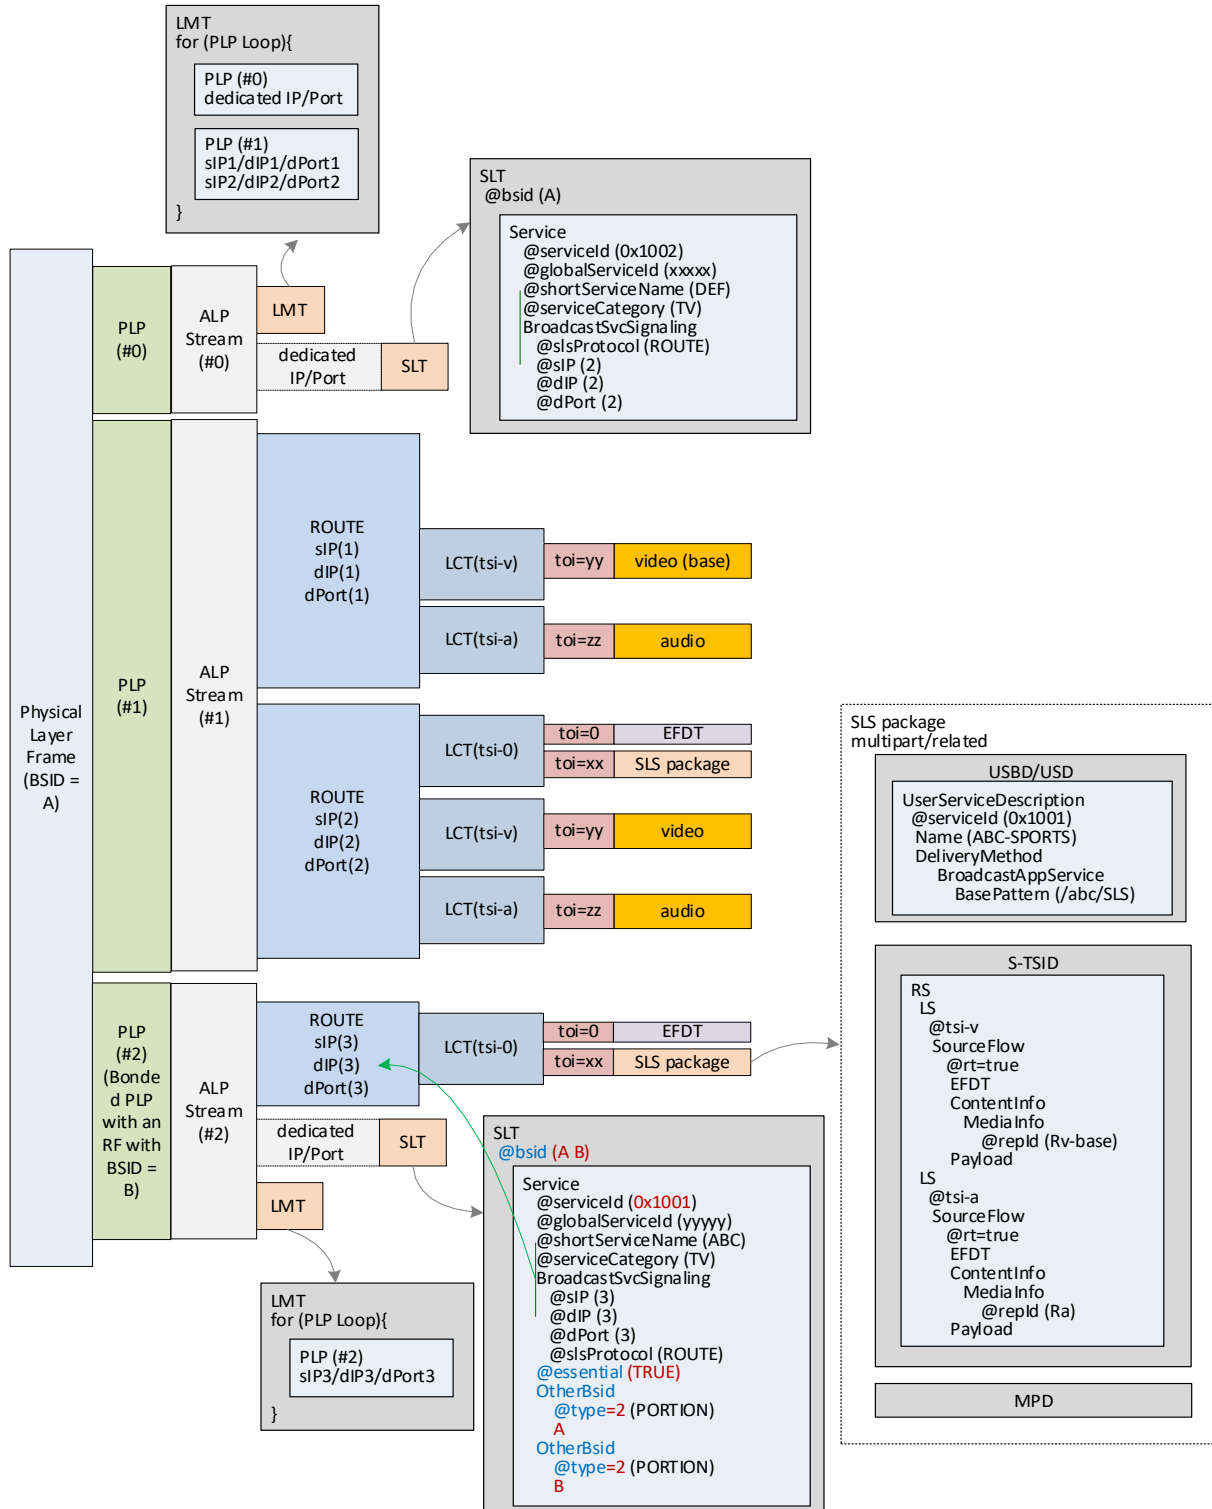 LMT
for (PLP Loop){
PLP (#0)
dedicated IP/Port
PLP (#1)
sIP1/dIP1/dPort1
sIP2/dIP2/dPort2
}
SLT
@bsid (A)
Service
@serviceId (0x1002)
@globalServiceId (xxxxx)
@shortServiceName (DEF)
@serviceCategory (TV)
BroadcastSvcSignaling
@slsProtocol (ROUTE)
@sIP (2)
@dIP (2)
@dPort (2)
Physical
Layer
Frame
(BSID =
A)
PLP
(#0)
ALP
Stream
(#0)
LMT
dedicated
IP/Port
SLT
PLP
(#1)
ALP
Stream
(#1)
ROUTE
sIP(1)
dIP(1)
dPort(1)
LCT(tsi-v)
toi=yy
video (base)
LCT(tsi-a)
toi=zz
audio
ROUTE
sIP(2)
dIP(2)
dPort(2)
LCT(tsi-0)
toi=0
EFDT
toi=xx
SLS package
LCT(tsi-v)
toi=yy
video
LCT(tsi-a)
toi=zz
audio
PLP
(#2)
(Bonde
d PLP
with an
RF with
BSID =
B)
ALP
Stream
(#2)
ROUTE
sIP(3)
dIP(3)
dPort(3)
LCT(tsi-0)
toi=0
EFDT
toi=xx
SLS package
dedicated
IP/Port
SLT
LMT
LMT
for (PLP Loop){
PLP (#2)
sIP3/dIP3/dPort3
}
SLT
@bsid (A B)
Service
@serviceId (0x1001)
@globalServiceId (yyyyy)
@shortServiceName (ABC)
@serviceCategory (TV)
BroadcastSvcSignaling
@sIP (3)
@dIP (3)
@dPort (3)
@slsProtocol (ROUTE)
@essential (TRUE)
OtherBsid
@type=2 (PORTION)
A
OtherBsid
@type=2 (PORTION)
B
SLS package
multipart/related
USBD/USD
UserServiceDescription
@serviceId (0x1001)
Name (ABC-SPORTS)
DeliveryMethod
BroadcastAppService
BasePattern (/abc/SLS)
S-TSID
RS
LS
@tsi-v
SourceFlow
@rt=true
EFDT
ContentInfo
MediaInfo
@repId (Rv-base)
Payload
LS
@tsi-a
SourceFlow
@rt=true
EFDT
ContentInfo
MediaInfo
@repId (Ra)
Payload
MPD